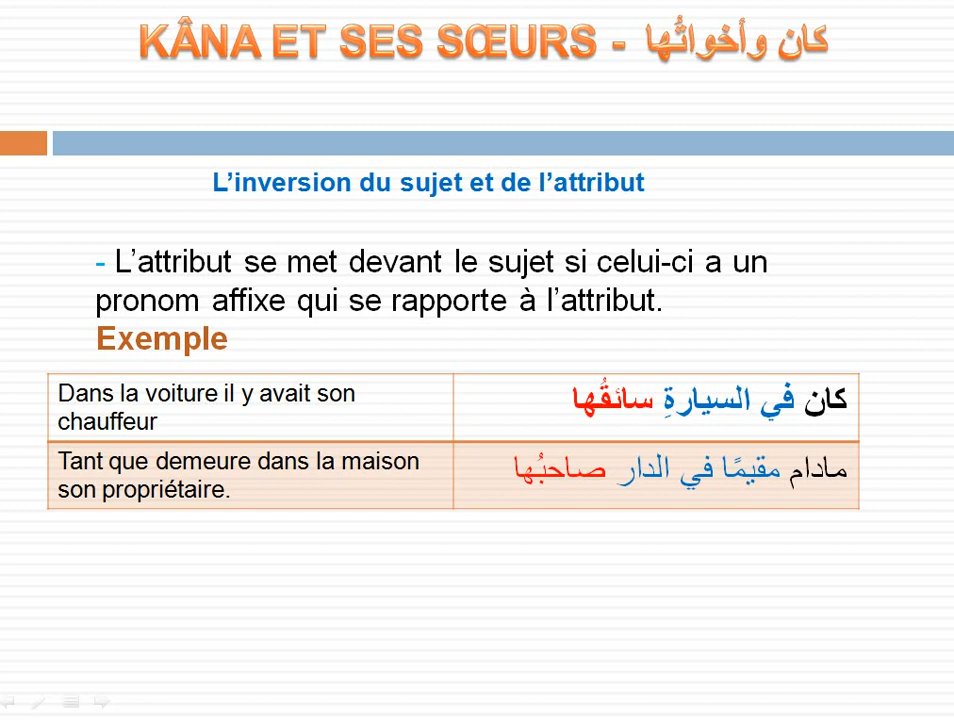 KÂNA ET SES SŒURS - كان وأخواتُها
L’inversion du sujet et de l’attribut
- L’attribut se met devant le sujet si celui-ci a un
pronom affixe qui se rapporte à l’attribut.
Exemple
Dans la voiture il y avait son
chauffeur
كان في السيارةِ سائقُها
Tant que demeure dans la maison
son propriétaire.
مادام مقيمًا في الدار صاحبُها